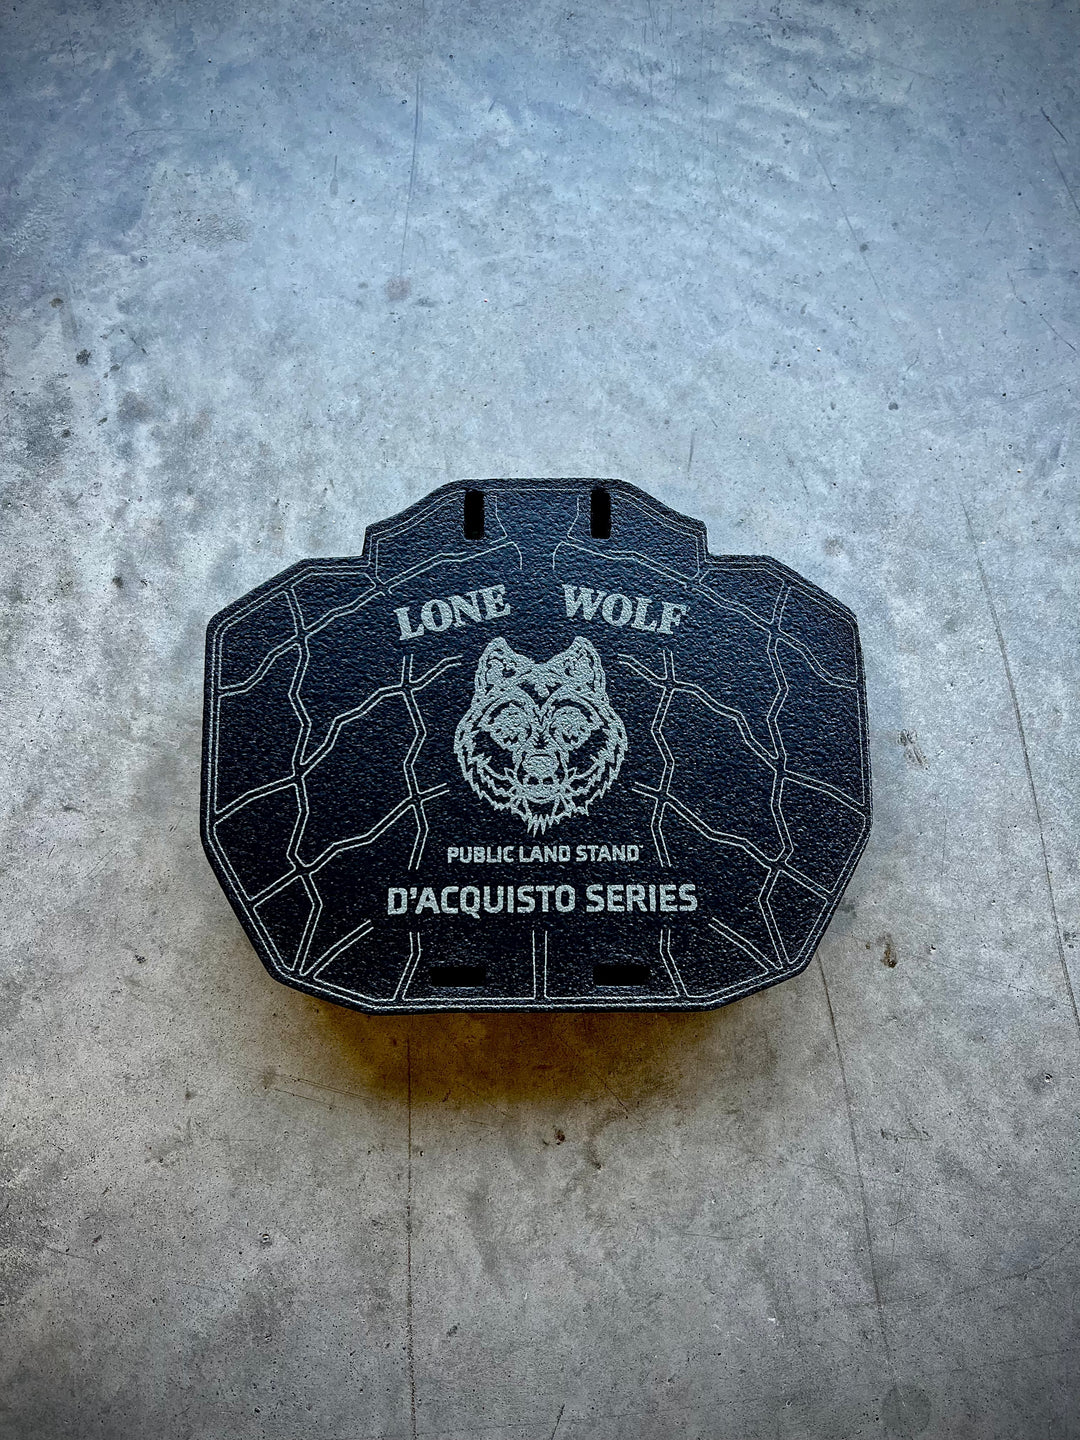 LONE WOLF
PUBLIC LAND STAND
D'ACQUISTO SERIES